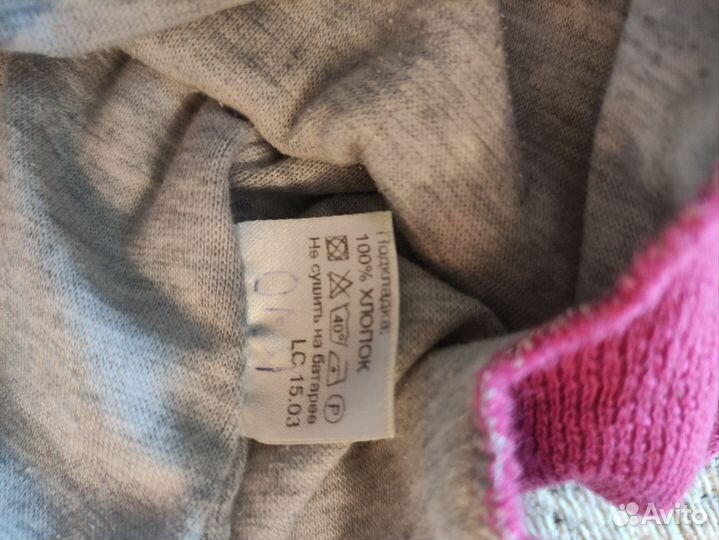 Подкладка:
100% ХЛОПОК
40°
P
Не сушить на батарее
LC 15.03
Avito